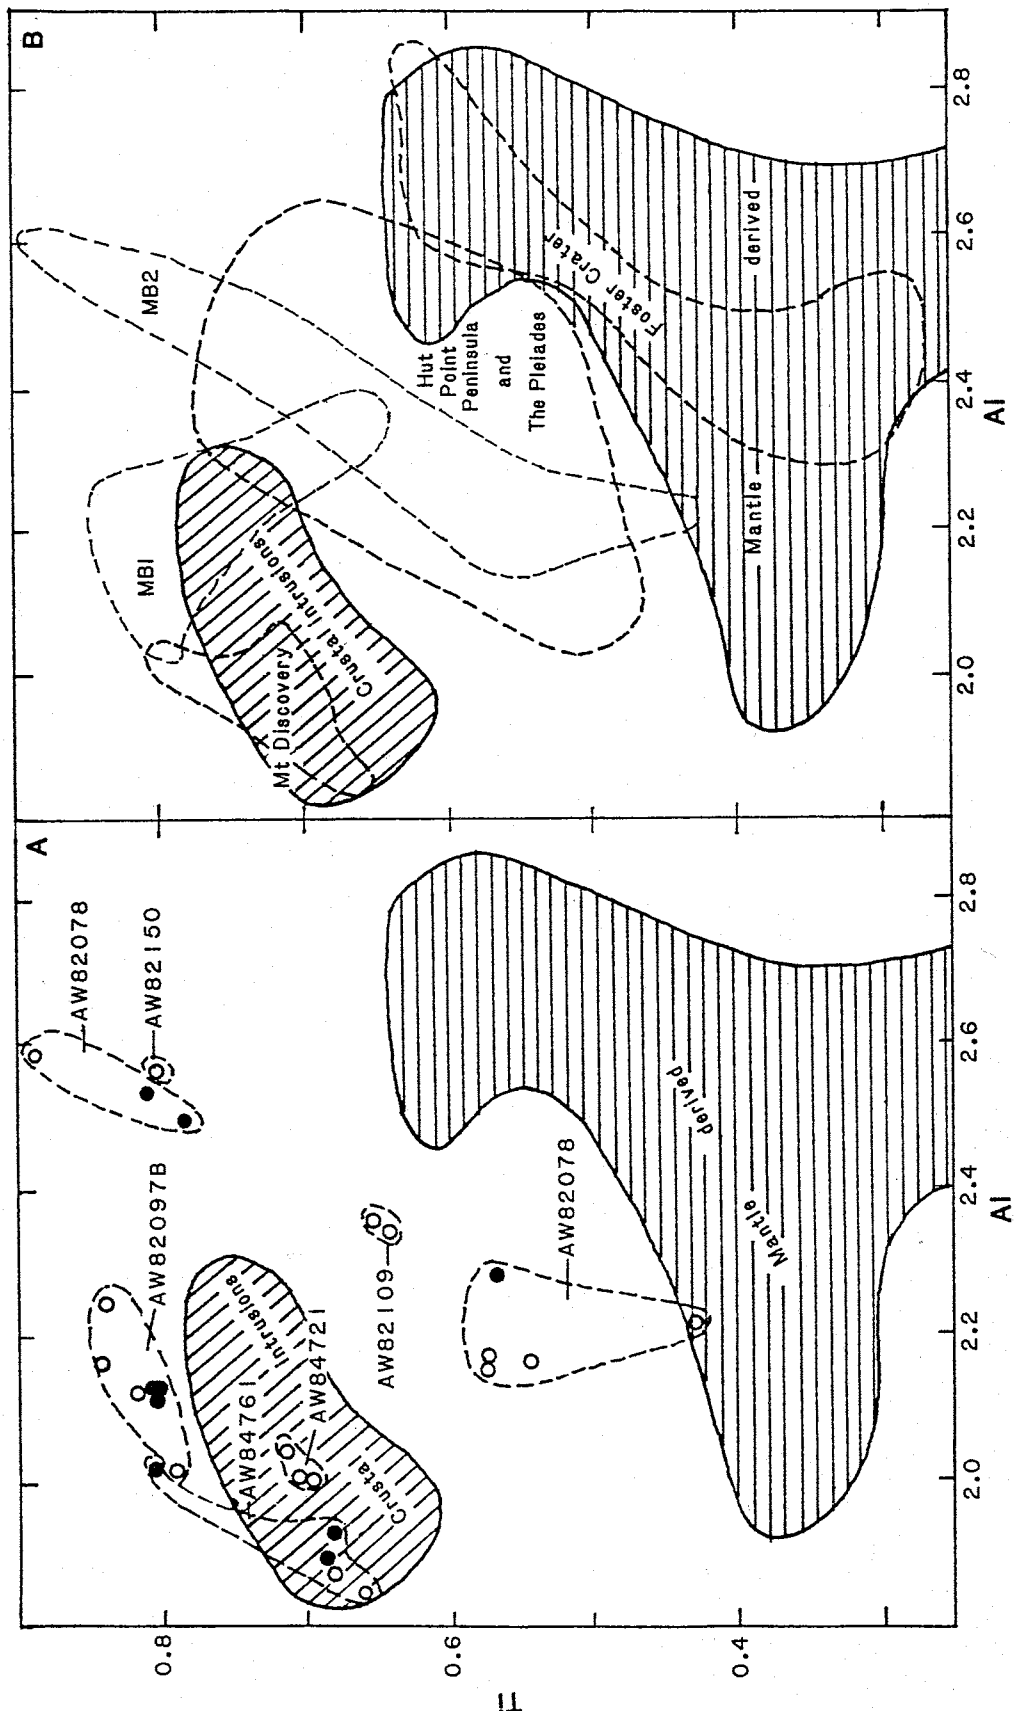 A
AW82078
AW82150
AW82097B
AW82109
AW82078
AW84721
AW84761
Crustal
Intrusions
Mantle
derived
Ti
0.8
0.6
0.4
2.0
2.2
2.4
2.6
2.8
Al
B
MB2
MB1
Mt Discovery
Crustal Intrusions
Hut
Point
Peninsula
and
The Pleiades
Foster Crater
Mantle
derived
2.0
2.2
2.4
2.6
2.8
Al